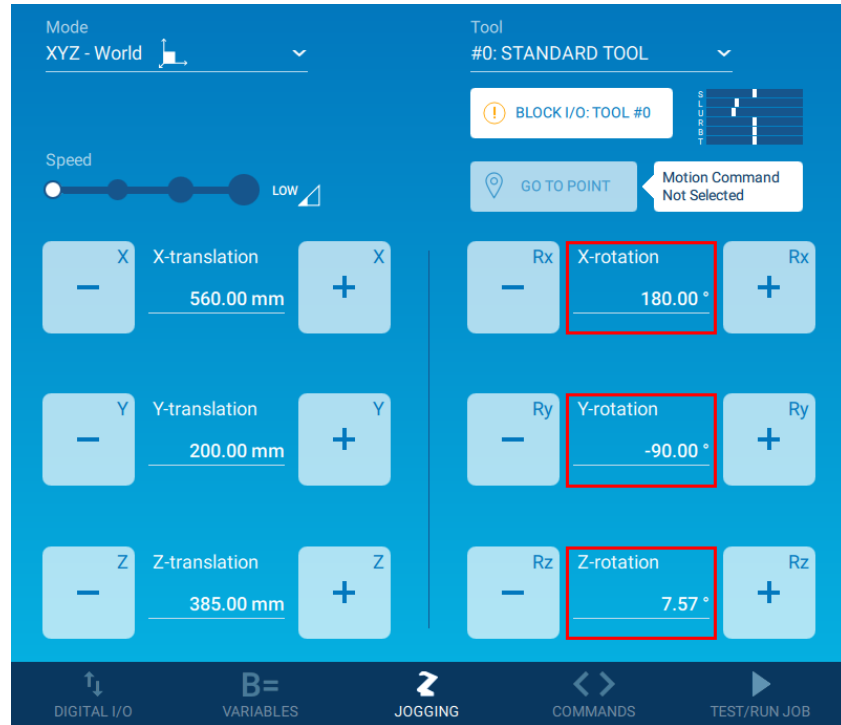 Mode
XYZ - World
Tool
#0: STANDARD TOOL
BLOCK I/O: TOOL #0
S
L
U
R
B
T
Speed
LOW
GO TO POINT
Motion Command
Not Selected
X
X-translation
X
−
560.00 mm
+
Rx
X-rotation
Rx
−
180.00 °
+
Y
Y-translation
Y
−
200.00 mm
+
Ry
Y-rotation
Ry
−
-90.00 °
+
Z
Z-translation
Z
−
385.00 mm
+
Rz
Z-rotation
Rz
−
7.57 °
+
B=
DIGITAL I/O
VARIABLES
JOGGING
COMMANDS
TEST/RUN JOB